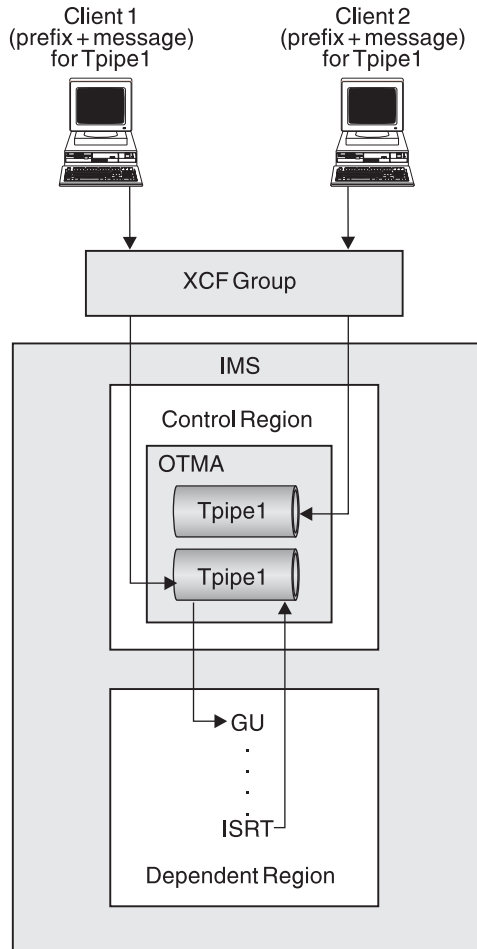 Client 1
(prefix + message)
for Tpipe1
Client 2
(prefix + message)
for Tpipe1
XCF Group
IMS
Control Region
OTMA
Tpipe1
Tpipe1
GU
.
.
.
.
ISRT
Dependent Region